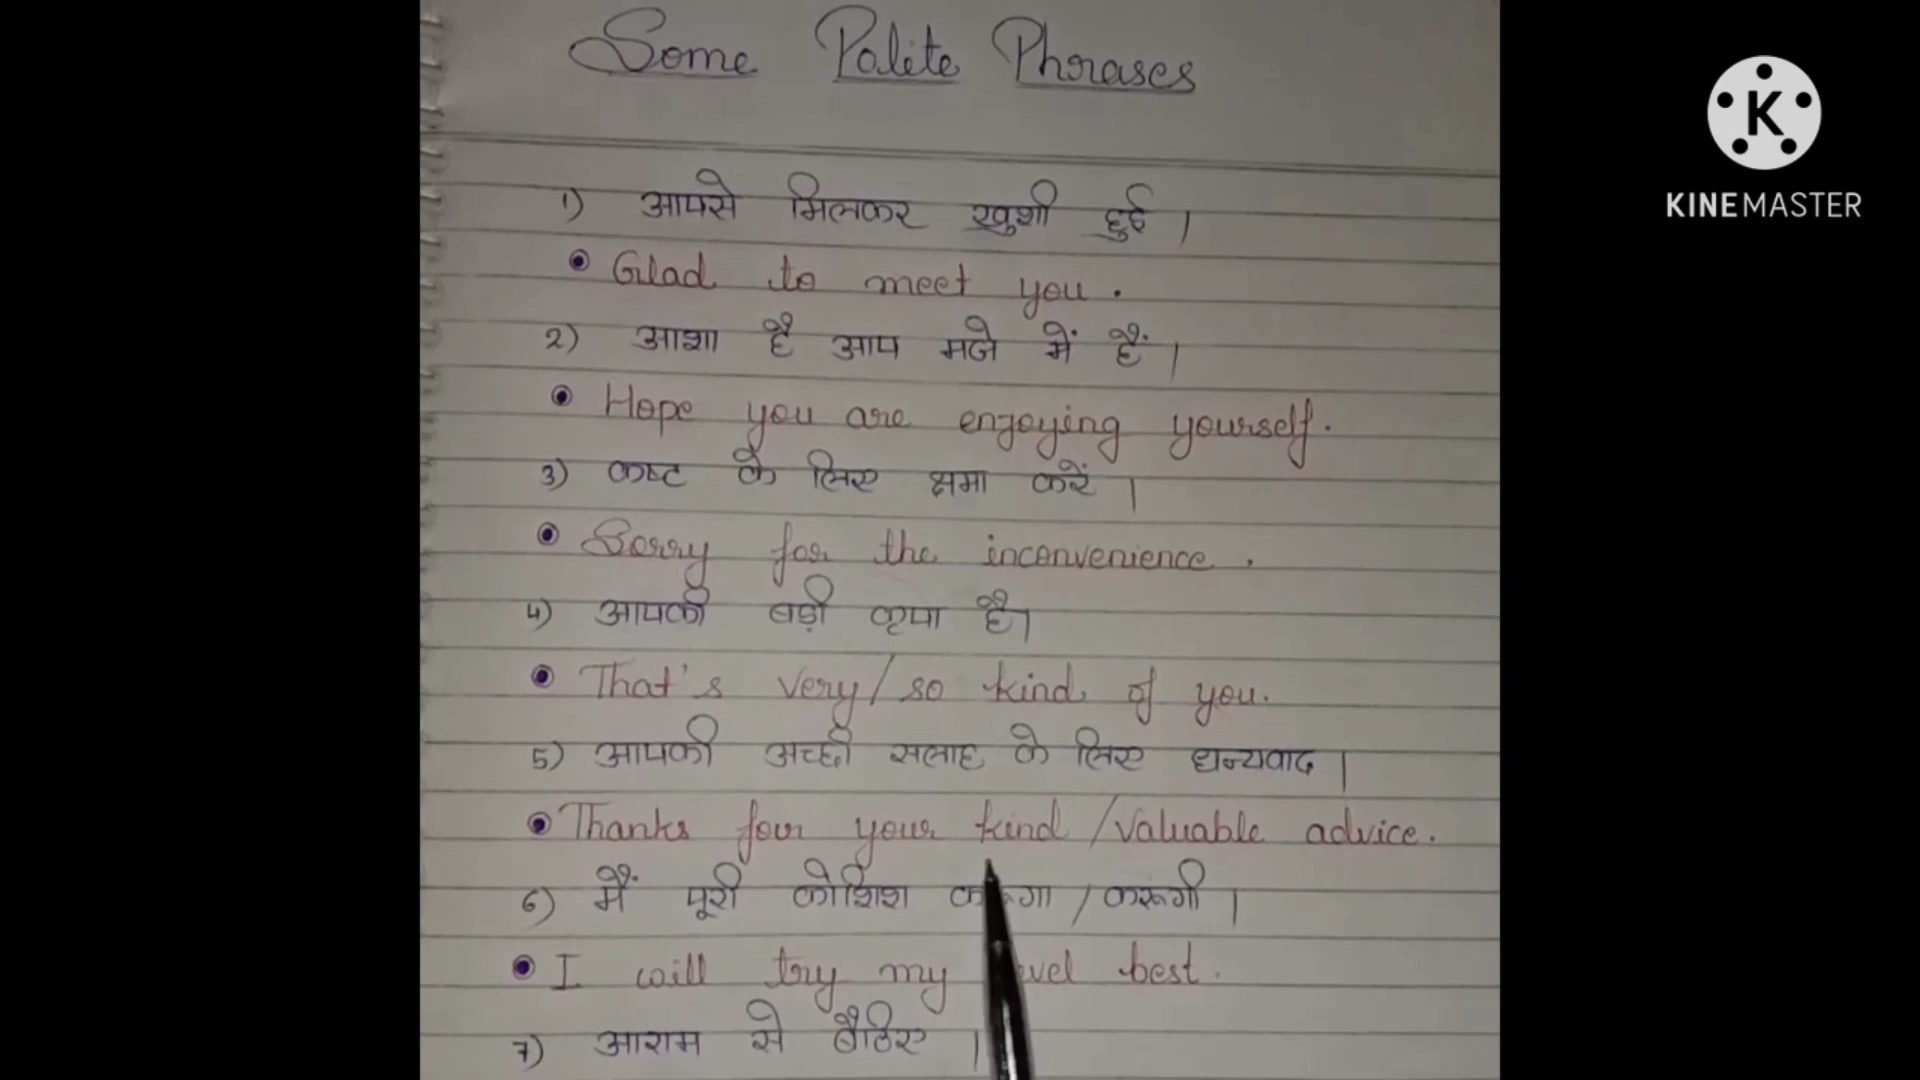 Some Polite Phrases
K
KINEMASTER
1) आपसे मिलकर खुशी हुई।
Glad to meet you.
2) आशा है आप मजे में हैं।
Hope you are enjoying yourself.
3) कष्ट के लिए क्षमा करें।
Sorry for the inconvenience.
4) आपकी बड़ी कृपा है।
That's very/so kind of you.
5) आपकी अच्छी सलाह के लिए धन्यवाद।
Thanks for your kind/valuable advice.
6) मैं पूरी कोशिश / करूगी।
I will try my best.
7) आराम से बैठिए।